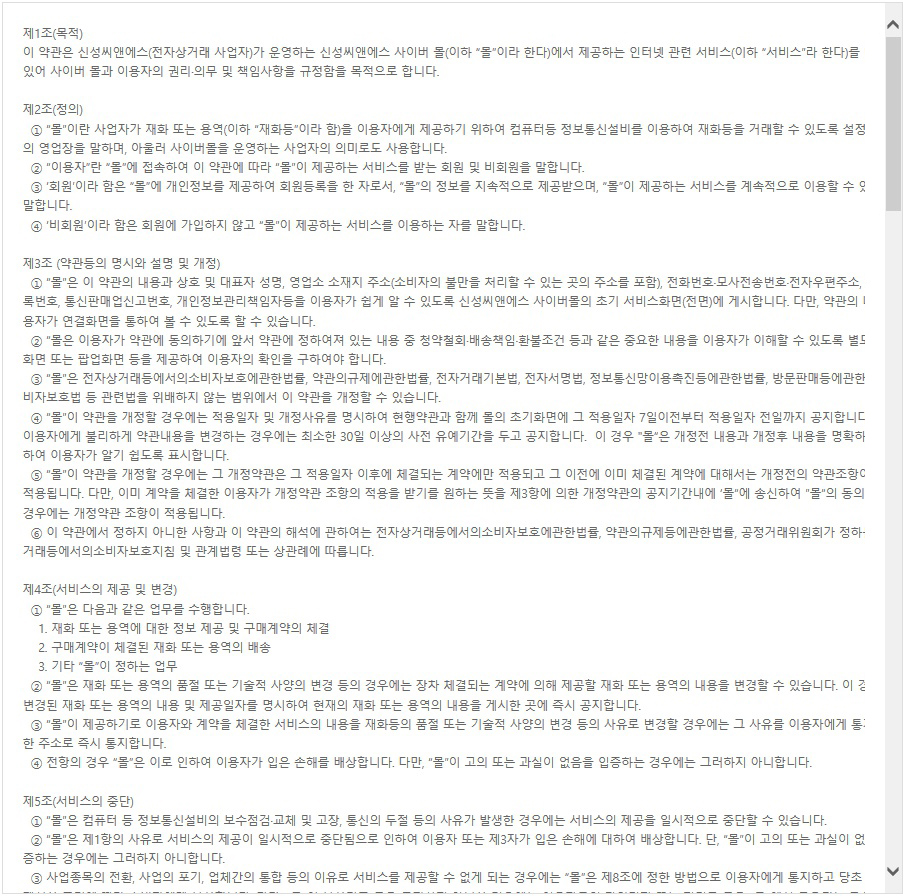 제1조(목적)
이 약관은 신성씨앤에스(전자상거래 사업자)가 운영하는 신성씨앤에스 사이버 몰(이하 “몰”이라 한다)에서 제공하는 인터넷 관련 서비스(이하 “서비스”라 한다)를
있어 사이버 몰과 이용자의 권리·의무 및 책임사항을 규정함을 목적으로 합니다.
제2조(정의)
① “몰”이란 사업자가 재화 또는 용역(이하 “재화등”이라 함)을 이용자에게 제공하기 위하여 컴퓨터등 정보통신설비를 이용하여 재화등을 거래할 수 있도록 설정
의 영업장을 말하며, 아울러 사이버몰을 운영하는 사업자의 의미로도 사용합니다.
② “이용자”란 “몰”에 접속하여 이 약관에 따라 “몰”이 제공하는 서비스를 받는 회원 및 비회원을 말합니다.
③ ‘회원’이라 함은 “몰”에 개인정보를 제공하여 회원등록을 한 자로서, “몰”의 정보를 지속적으로 제공받으며, “몰”이 제공하는 서비스를 계속적으로 이용할 수
말합니다.
④ ‘비회원’이라 함은 회원에 가입하지 않고 “몰”이 제공하는 서비스를 이용하는 자를 말합니다.
제3조 (약관등의 명시와 설명 및 개정)
① “몰”은 이 약관의 내용과 상호 및 대표자 성명, 영업소 소재지 주소(소비자의 불만을 처리할 수 있는 곳의 주소를 포함), 전화번호·모사전송번호·전자우편주소,
록번호, 통신판매업신고번호, 개인정보관리책임자등을 이용자가 쉽게 알 수 있도록 신성씨앤에스 사이버몰의 초기 서비스화면(전면)에 게시합니다. 다만, 약관의
용자가 연결화면을 통하여 볼 수 있도록 할 수 있습니다.
② “몰은 이용자가 약관에 동의하기에 앞서 약관에 정하여져 있는 내용 중 청약철회·배송책임·환불조건 등과 같은 중요한 내용을 이용자가 이해할 수 있도록
화면 또는 팝업화면 등을 제공하여 이용자의 확인을 구하여야 합니다.
③ “몰”은 전자상거래등에서의소비자보호에관한법률, 약관의규제에관한법률, 전자거래기본법, 전자서명법, 정보통신망이용촉진등에관한법률, 방문판매등에관한
비자보호법 등 관련법을 위배하지 않는 범위에서 이 약관을 개정할 수 있습니다.
④ “몰”이 약관을 개정할 경우에는 적용일자 및 개정사유를 명시하여 현행약관과 함께 몰의 초기화면에 그 적용일자 7일이전부터 적용일자 전일까지 공지합니다
이용자에게 불리하게 약관내용을 변경하는 경우에는 최소한 30일 이상의 사전 유예기간을 두고 공지합니다. 이 경우 "몰“은 개정전 내용과 개정후 내용을 명확하
하여 이용자가 알기 쉽도록 표시합니다.
⑤ “몰”이 약관을 개정할 경우에는 그 개정약관은 그 적용일자 이후에 체결되는 계약에만 적용되고 그 이전에 이미 체결된 계약에 대해서는 개정전의 약관조항이
적용됩니다. 다만, 이미 계약을 체결한 이용자가 개정약관 조항의 적용을 받기를 원하는 뜻을 제3항에 의한 개정약관의 공지기간내에 ‘몰”에 송신하여 “몰”의 동의
경우에는 개정약관 조항이 적용됩니다.
⑥ 이 약관에서 정하지 아니한 사항과 이 약관의 해석에 관하여는 전자상거래등에서의소비자보호에관한법률, 약관의규제등에관한법률, 공정거래위원회가 정하
거래등에서의소비자보호지침 및 관계법령 또는 상관례에 따릅니다.
제4조(서비스의 제공 및 변경)
① “몰”은 다음과 같은 업무를 수행합니다.
1. 재화 또는 용역에 대한 정보 제공 및 구매계약의 체결
2. 구매계약이 체결된 재화 또는 용역의 배송
3. 기타 “몰”이 정하는 업무
② “몰”은 재화 또는 용역의 품절 또는 기술적 사양의 변경 등의 경우에는 장차 체결되는 계약에 의해 제공할 재화 또는 용역의 내용을 변경할 수 있습니다. 이
변경된 재화 또는 용역의 내용 및 제공일자를 명시하여 현재의 재화 또는 용역의 내용을 게시한 곳에 즉시 공지합니다.
③ “몰”이 제공하기로 이용자와 계약을 체결한 서비스의 내용을 재화등의 품절 또는 기술적 사양의 변경 등의 사유로 변경할 경우에는 그 사유를 이용자에게
한 주소로 즉시 통지합니다.
④ 전항의 경우 “몰”은 이로 인하여 이용자가 입은 손해를 배상합니다. 다만, “몰”이 고의 또는 과실이 없음을 입증하는 경우에는 그러하지 아니합니다.
제5조(서비스의 중단)
① “몰”은 컴퓨터 등 정보통신설비의 보수점검·교체 및 고장, 통신의 두절 등의 사유가 발생한 경우에는 서비스의 제공을 일시적으로 중단할 수 있습니다.
② “몰”은 제1항의 사유로 서비스의 제공이 일시적으로 중단됨으로 인하여 이용자 또는 제3자가 입은 손해에 대하여 배상합니다. 단, “몰”이 고의 또는 과실이
증하는 경우에는 그러하지 아니합니다.
③ 사업종목의 전환, 사업의 포기, 업체간의 통합 등의 이유로 서비스를 제공할 수 없게 되는 경우에는 “몰”은 제8조에 정한 방법으로 이용자에게 통지하고 당초